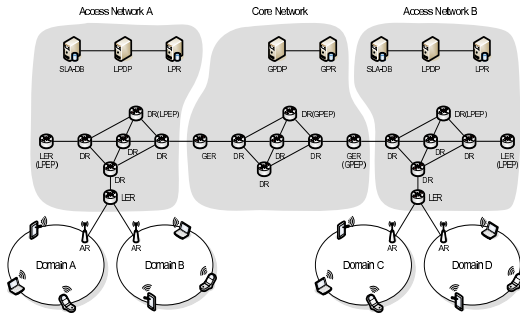 Access Network A Core Network Access Network B
SLA-DB LPDP LPR GPDP GPR SLA-DB LPDP LPR
DR(LPEP) DR(GPEP) DR(LPEP)
LER (LPEP) DR DR DR GER DR DR DR GER (GPEP) DR DR DR LER (LPEP)
DR DR DR
LER LER
AR AR AR AR
Domain A Domain B Domain C Domain D